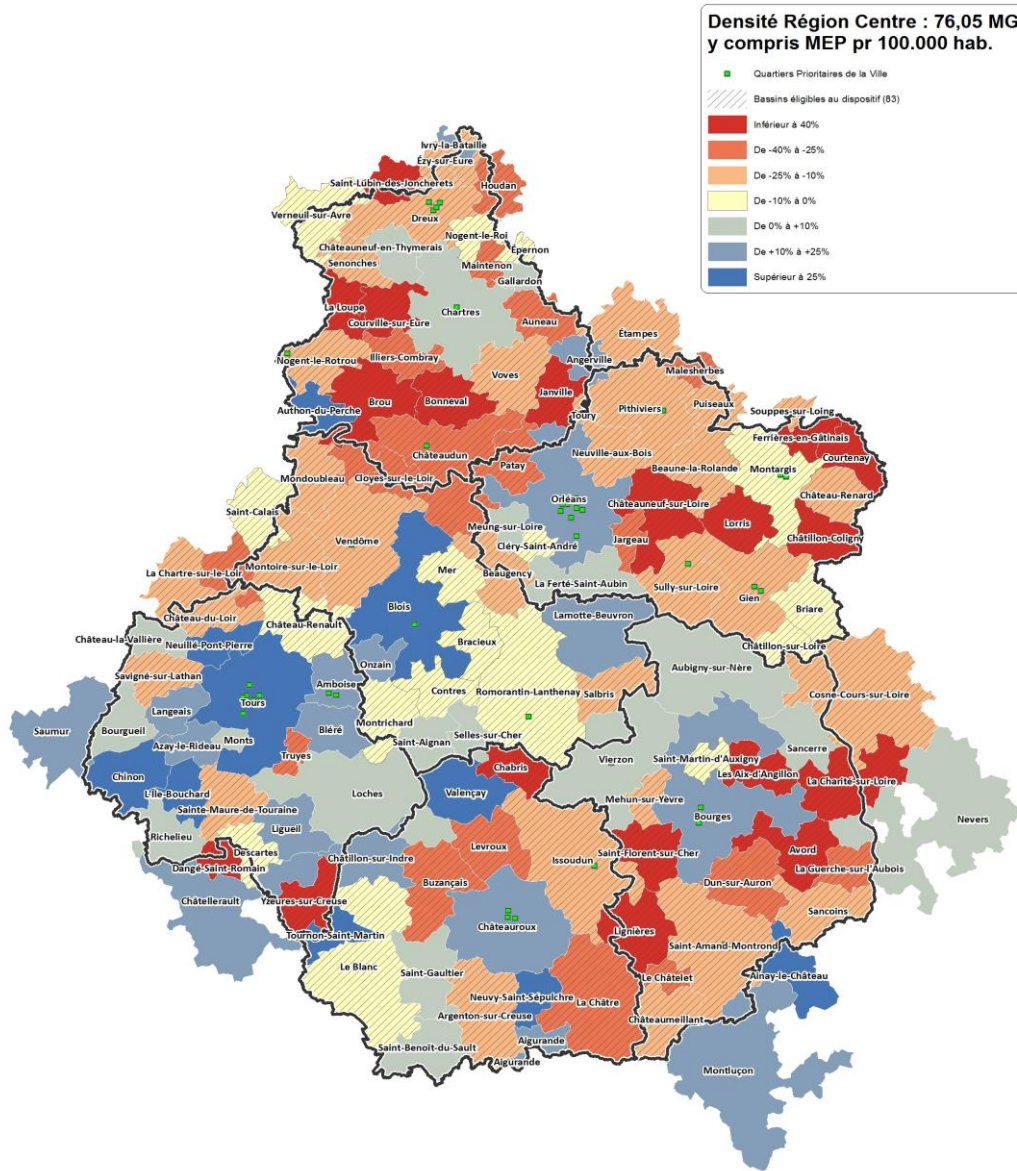 Densité Région Centre : 76,05 MG
y compris MEP pr 100.000 hab.
Quartiers Prioritaires de la Ville
Bassins éligibles au dispositif (83)
Inférieur à 40%
De -40% à -25%
De -25% à -10%
De -10% à 0%
De 0% à +10%
De +10% à +25%
Supérieur à 25%
Ivry-la-Bataille
Ézy-sur-Eure
Saint-Lubin-des-Joncherets
Houdan
Verneuil-sur-Avre
Dreux
Nogent-le-Roi
Châteauneuf-en-Thymerais
Épernon
Senonches
Maintenon
Gallardon
La Loupe
Chartres
Courville-sur-Eure
Auneau
Étampes
Illiers-Combray
Angerville
Nogent-le-Rotrou
Voves
Malesherbes
Brou
Bonneval
Janville
Authon-du-Perche
Toury
Pithiviers
Puiseaux
Souppes-sur-Loing
Ferrières-en-Gâtinais
Châteaudun
Neuville-aux-Bois
Courtenay
Patay
Beaune-la-Rolande
Montargis
Mondoubleau
Cloyes-sur-le-Loir
Château-Renard
Orléans
Châteauneuf-sur-Loire
Saint-Calais
Meung-sur-Loire
Lorris
Jargeau
Châtillon-Coligny
Vendôme
Cléry-Saint-André
Montoire-sur-le-Loir
Mer
Beaugency
La Chartre-sur-le-Loir
La Ferté-Saint-Aubin
Sully-sur-Loire
Gien
Blois
Briare
Château-du-Loir
Château-Renault
Lamotte-Beuvron
Château-la-Vallière
Neuillé-Pont-Pierre
Bracieux
Châtillon-sur-Loire
Onzain
Aubigny-sur-Nère
Savigné-sur-Lathan
Amboise
Contres
Romorantin-Lanthenay
Salbris
Cosne-Cours-sur-Loire
Tours
Langeais
Montrichard
Saumur
Bourgueil
Bléré
Monts
Azay-le-Rideau
Saint-Aignan
Selles-sur-Cher
Sancerre
Truyes
Vierzon
Saint-Martin-d'Auxigny
Chinon
Chabris
Les Aix-d'Angillon
La Charité-sur-Loire
L'Île-Bouchard
Loches
Valençay
Mehun-sur-Yèvre
Sainte-Maure-de-Touraine
Bourges
Nevers
Richelieu
Ligueil
Levroux
Avord
Descartes
Châtillon-sur-Indre
Issoudun
Saint-Florent-sur-Cher
Dangé-Saint-Romain
La Guerche-sur-l'Aubois
Buzançais
Dun-sur-Auron
Châtellerault
Yzeures-sur-Creuse
Sancoins
Châteauroux
Tournon-Saint-Martin
Lignières
Saint-Amand-Montrond
Le Blanc
Saint-Gaultier
Ainay-le-Château
Le Châtelet
Neuvy-Saint-Sépulchre
La Châtre
Argenton-sur-Creuse
Châteaumeillant
Saint-Benoît-du-Sault
Aigurande
Aigurande
Montluçon